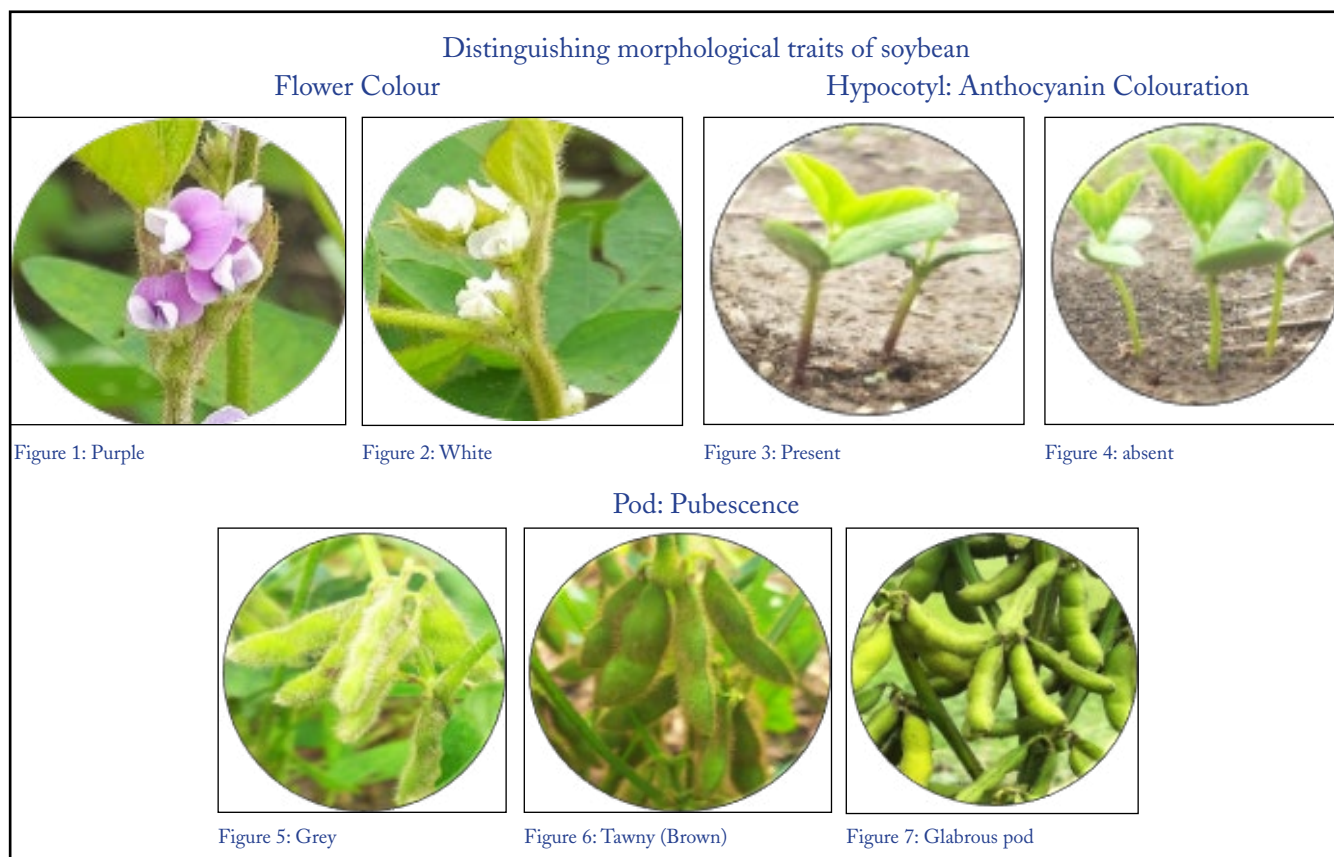 Distinguishing morphological traits of soybean
Flower Colour
Hypocotyl: Anthocyanin Colouration
Figure 1: Purple
Figure 2: White
Figure 3: Present
Figure 4: absent
Pod: Pubescence
Figure 5: Grey
Figure 6: Tawny (Brown)
Figure 7: Glabrous pod